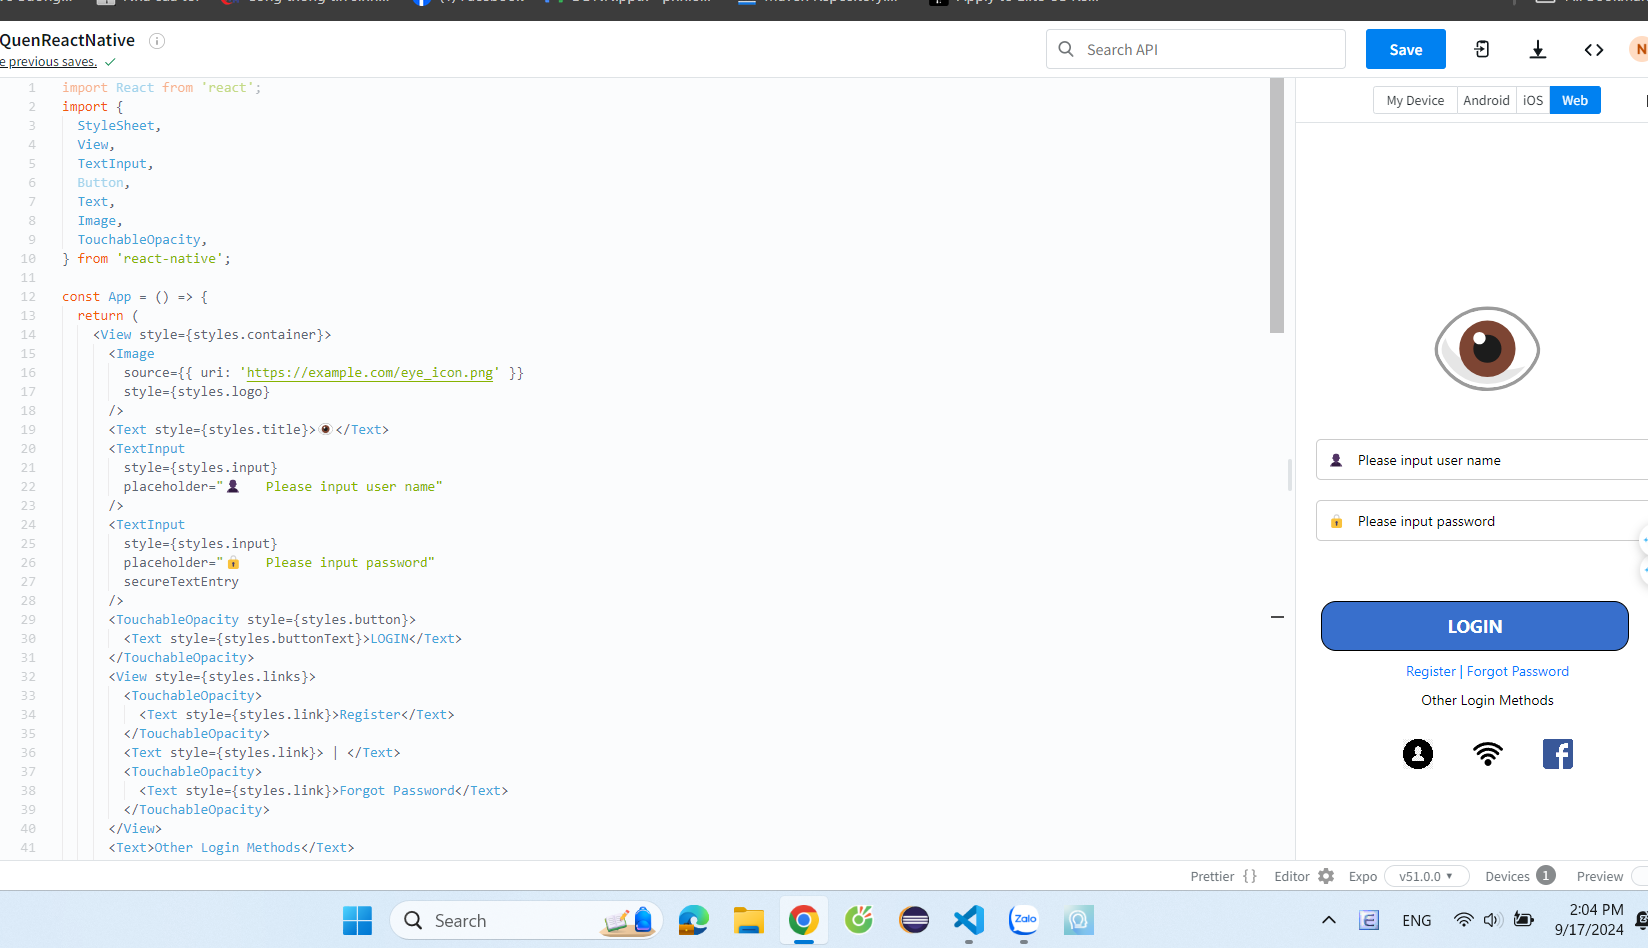 QuenReactNative
e previous saves.
Search API
Save
N
My Device
Android
iOS
Web
1 import React from 'react';
2 import {
3 StyleSheet,
4 View,
5 TextInput,
6 Button,
7 Text,
8 Image,
9 TouchableOpacity,
10 } from 'react-native';
11
12 const App = () => {
13 return (
14 <View style={styles.container}>
15 <Image
16 source={{ uri: 'https://example.com/eye_icon.png' }}
17 style={styles.logo}
18 />
19 <Text style={styles.title}>👁️</Text>
20 <TextInput
21 style={styles.input}
22 placeholder="👤   Please input user name"
23 />
24 <TextInput
25 style={styles.input}
26 placeholder="🔒   Please input password"
27 secureTextEntry
28 />
29 <TouchableOpacity style={styles.button}>
30 <Text style={styles.buttonText}>LOGIN</Text>
31 </TouchableOpacity>
32 <View style={styles.links}>
33 <TouchableOpacity>
34 <Text style={styles.link}>Register</Text>
35 </TouchableOpacity>
36 <Text style={styles.link}> | </Text>
37 <TouchableOpacity>
38 <Text style={styles.link}>Forgot Password</Text>
39 </TouchableOpacity>
40 </View>
41 <Text>Other Login Methods</Text>
Please input user name
Please input password
LOGIN
Register | Forgot Password
Other Login Methods
Prettier { } Editor Expo v51.0.0 Devices 1 Preview
Search
Zalo
ENG
2:04 PM
9/17/2024